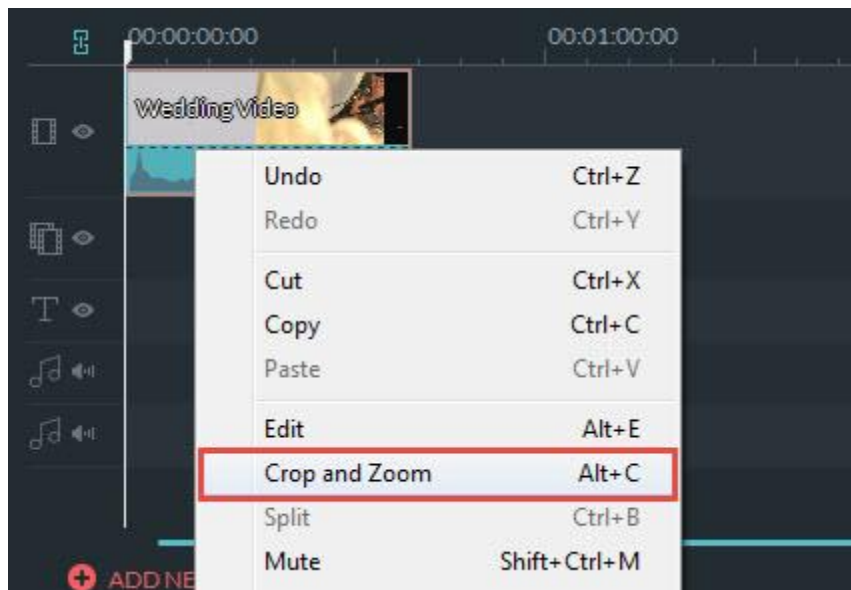 00:00:00:00 00:01:00:00
Wedding Video
Undo Ctrl+Z
Redo Ctrl+Y
Cut Ctrl+X
Copy Ctrl+C
Paste Ctrl+V
Edit Alt+E
Crop and Zoom Alt+C
Split Ctrl+B
Mute Shift+Ctrl+M
T
ADD NE